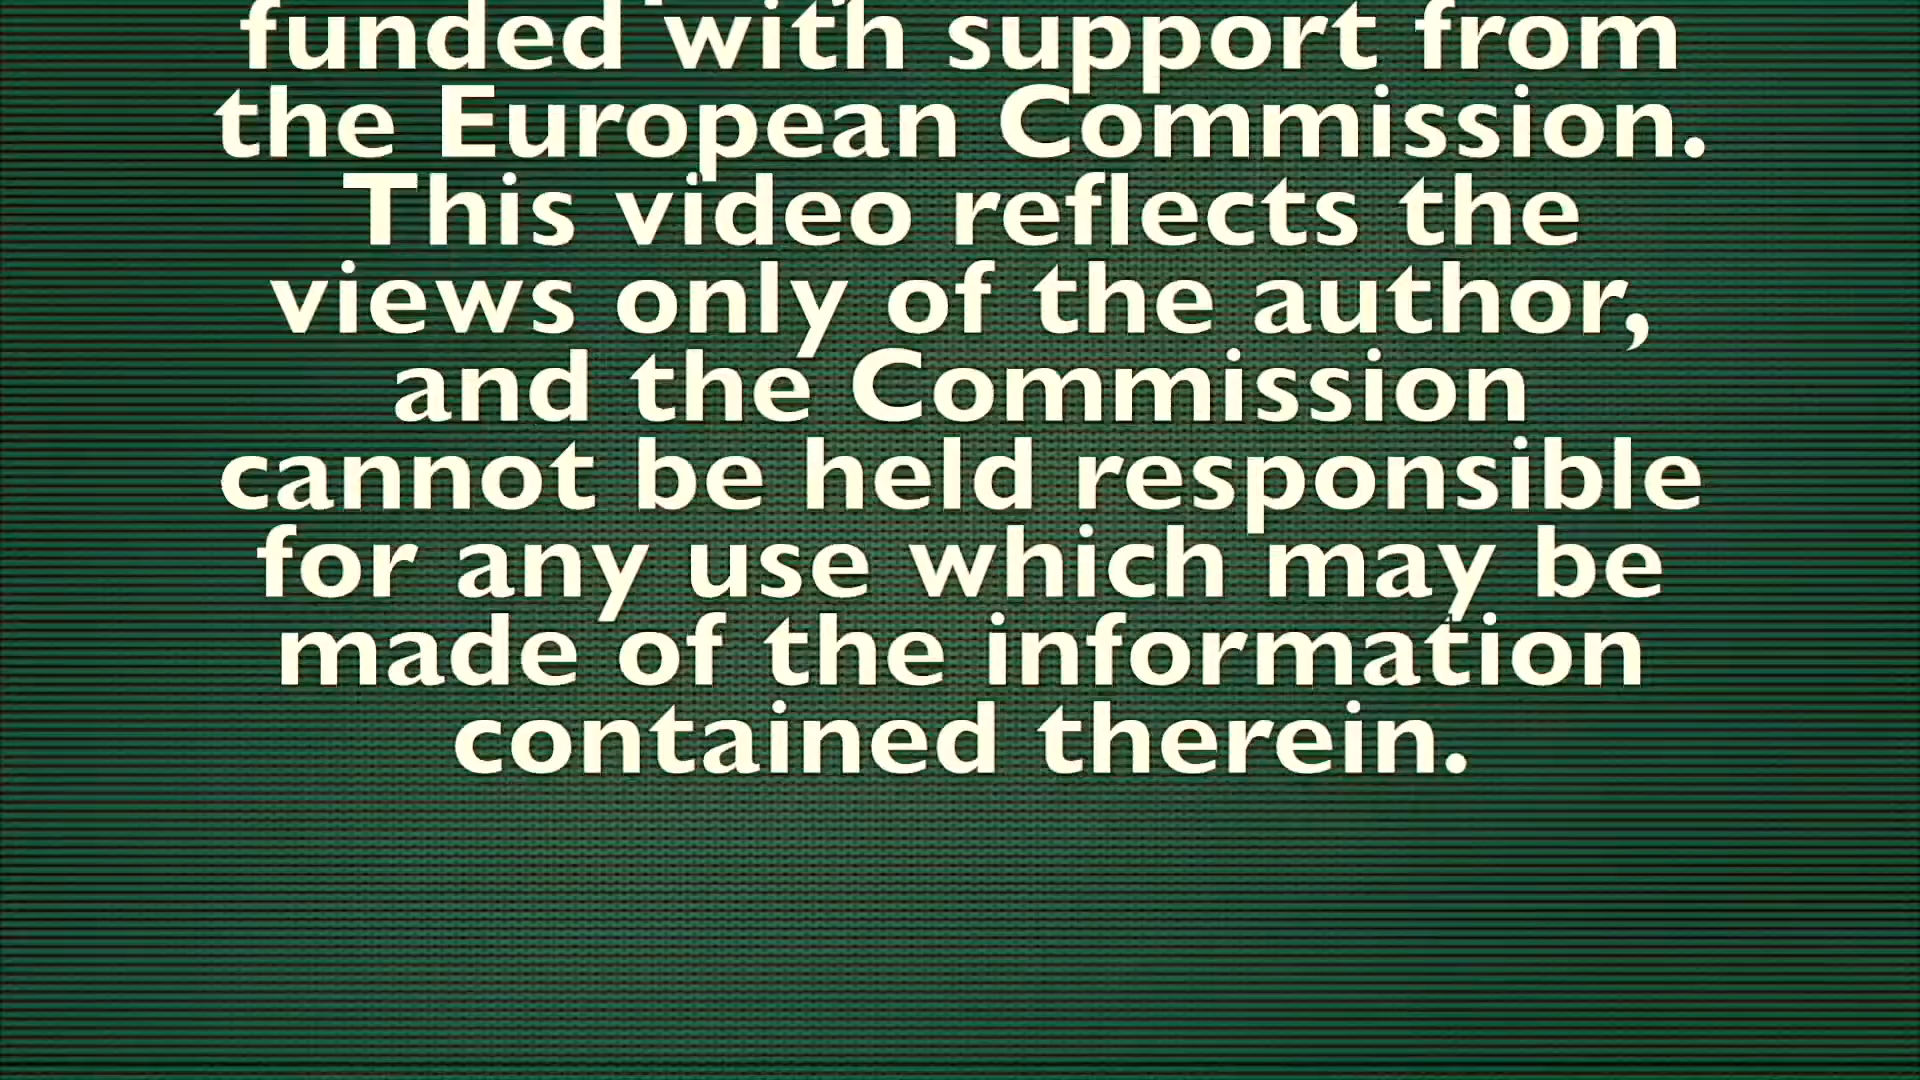 funded with support from
the European Commission.
This video reflects the
views only of the author,
and the Commission
cannot be held responsible
for any use which may be
made of the information
contained therein.